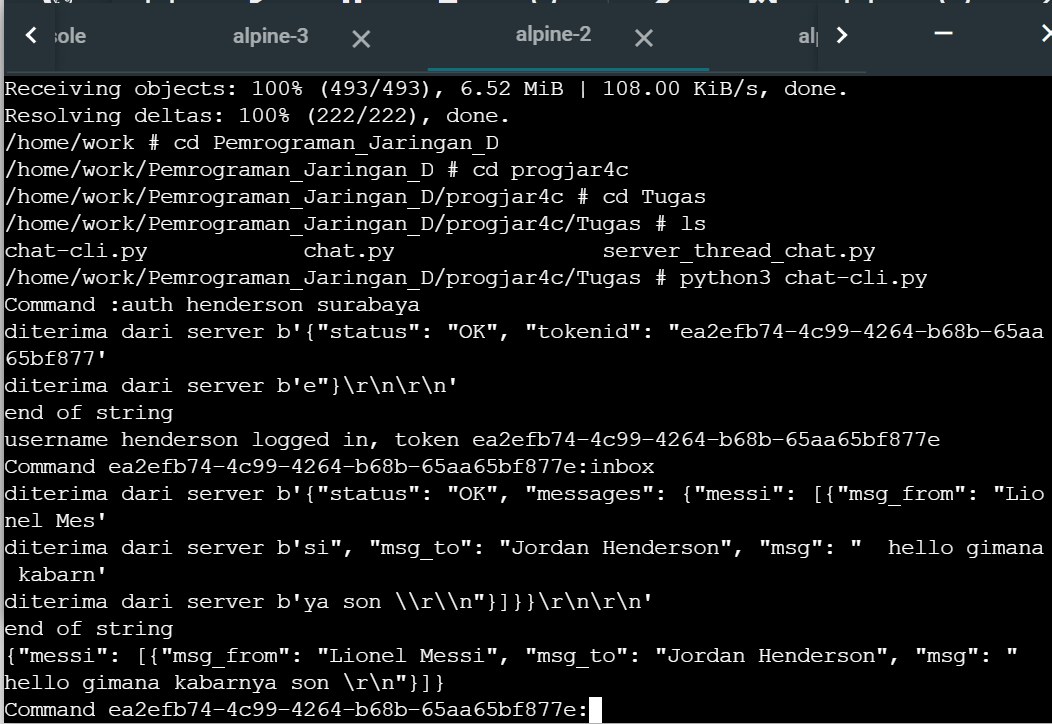 sole
alpine-3
alpine-2
Receiving objects: 100% (493/493), 6.52 MiB | 108.00 KiB/s, done.
Resolving deltas: 100% (222/222), done.
/home/work # cd Pemrograman_Jaringan_D
/home/work/Pemrograman_Jaringan_D # cd progjar4c
/home/work/Pemrograman_Jaringan_D/progjar4c # cd Tugas
/home/work/Pemrograman_Jaringan_D/progjar4c/Tugas # ls
chat-cli.py chat.py server_thread_chat.py
/home/work/Pemrograman_Jaringan_D/progjar4c/Tugas # python3 chat-cli.py
Command :auth henderson surabaya
diterima dari server b'{"status": "OK", "tokenid": "ea2efb74-4c99-4264-b68b-65aa
65bf877'
diterima dari server b'e"}\r\n\r\n'
end of string
username henderson logged in, token ea2efb74-4c99-4264-b68b-65aa65bf877e
Command ea2efb74-4c99-4264-b68b-65aa65bf877e:inbox
diterima dari server b'{"status": "OK", "messages": {"messi": [{"msg_from": "Lio
nel Mes'
diterima dari server b'si", "msg_to": "Jordan Henderson", "msg": "  hello gimana
 kabarn'
diterima dari server b'ya son \\r\\n"}]}}\r\n\r\n'
end of string
{"messi": [{"msg_from": "Lionel Messi", "msg_to": "Jordan Henderson", "msg": "
hello gimana kabarnya son \r\n"}]}
Command ea2efb74-4c99-4264-b68b-65aa65bf877e: